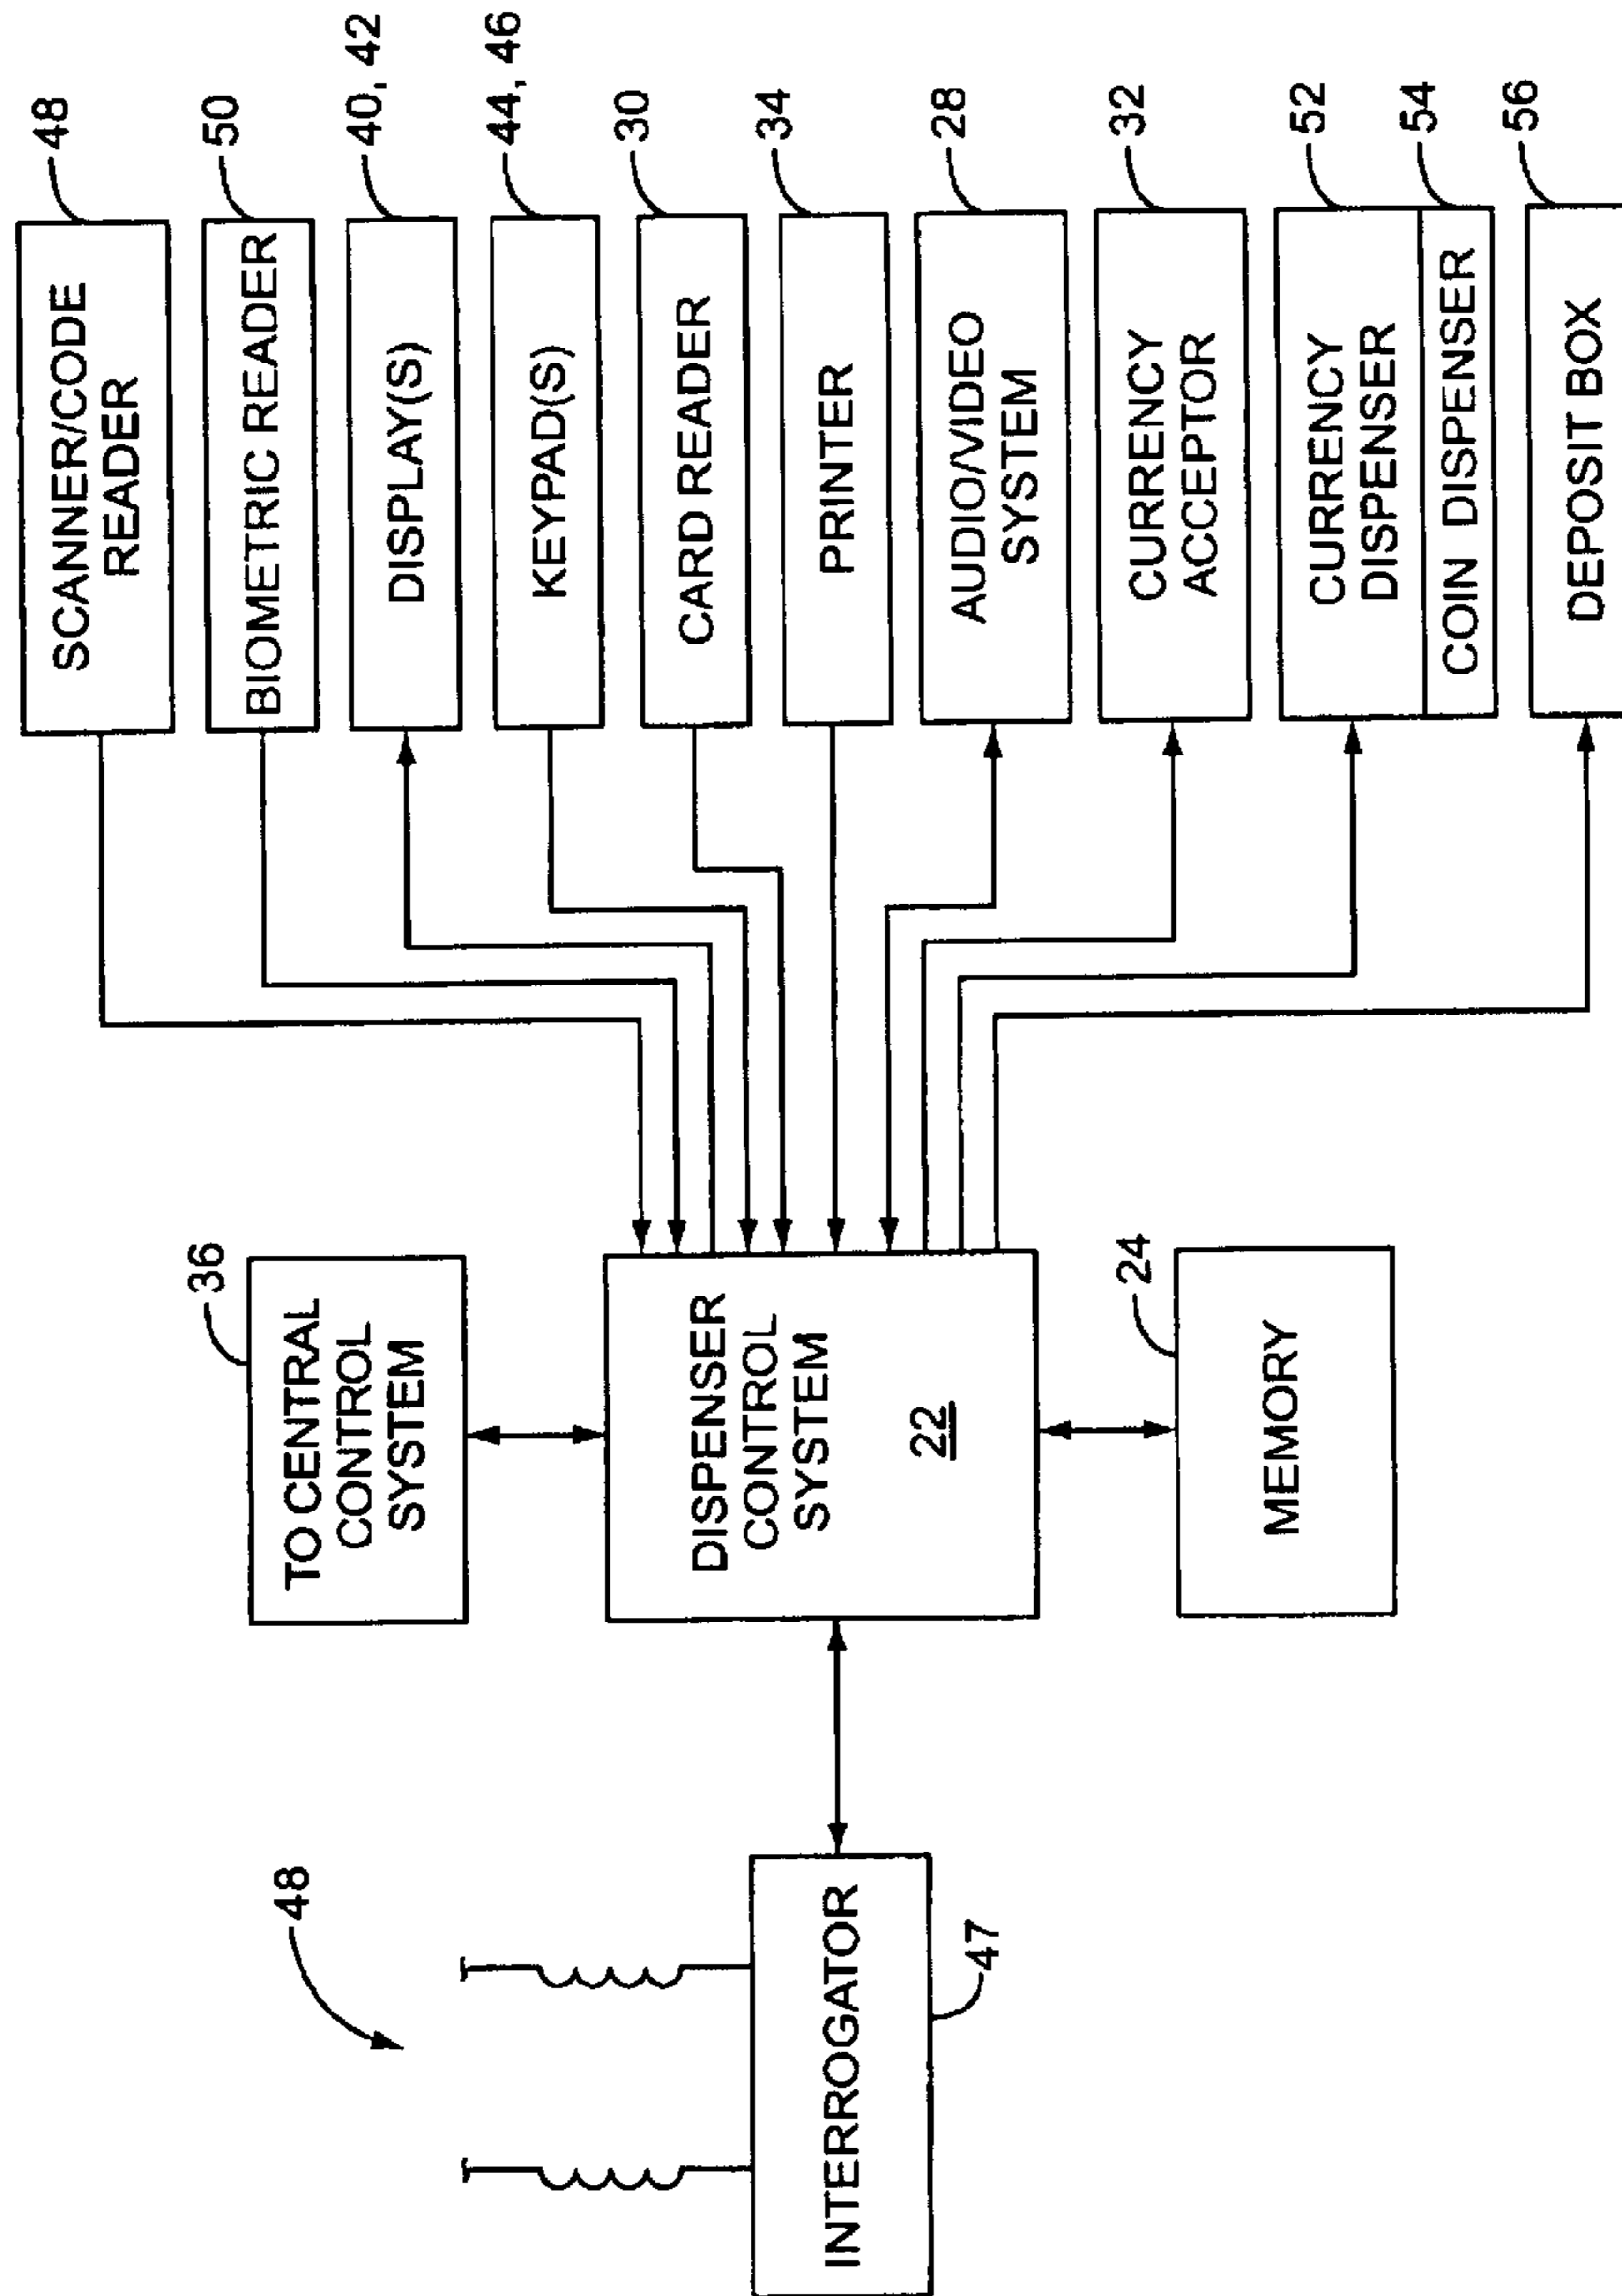 48
SCANNER/CODE
READER
50
BIOMETRIC READER
40, 42
DISPLAY(S)
44, 46
KEYPAD(S)
30
CARD READER
34
PRINTER
28
AUDIO/VIDEO
SYSTEM
32
CURRENCY
ACCEPTOR
52
CURRENCY
DISPENSER
54
COIN DISPENSER
56
DEPOSIT BOX
36
TO CENTRAL
CONTROL
SYSTEM
DISPENSER
CONTROL
SYSTEM
22
24
MEMORY
48
INTERROGATOR
47